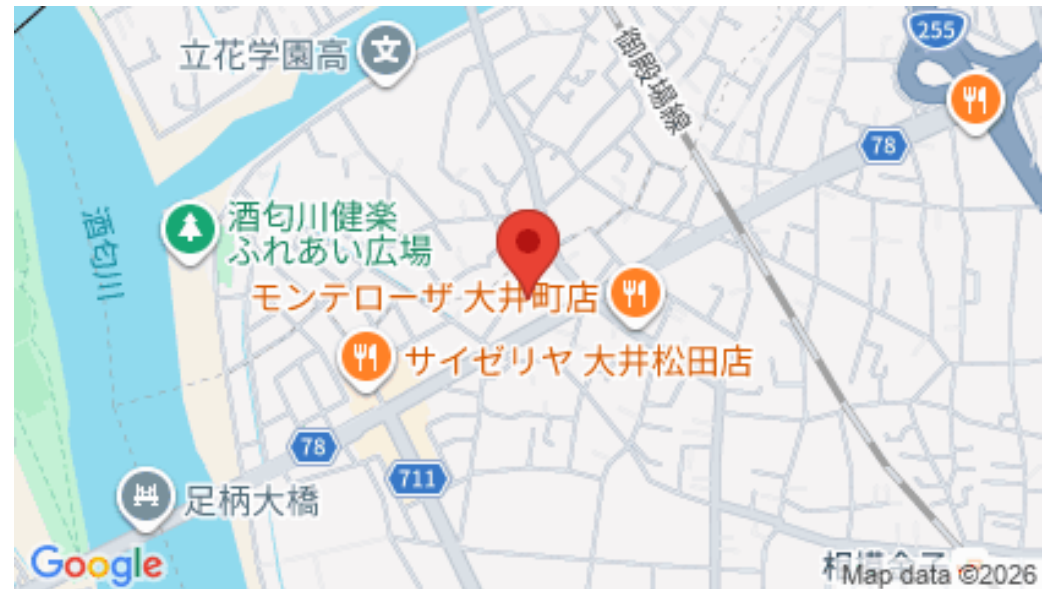 255
立花学園高
御殿場線
78
酒匂川健楽
ふれあい広場
酒匂川
モンテローザ 大井町店
サイゼリヤ 大井松田店
78
711
足柄大橋
Google
Map data ©2026